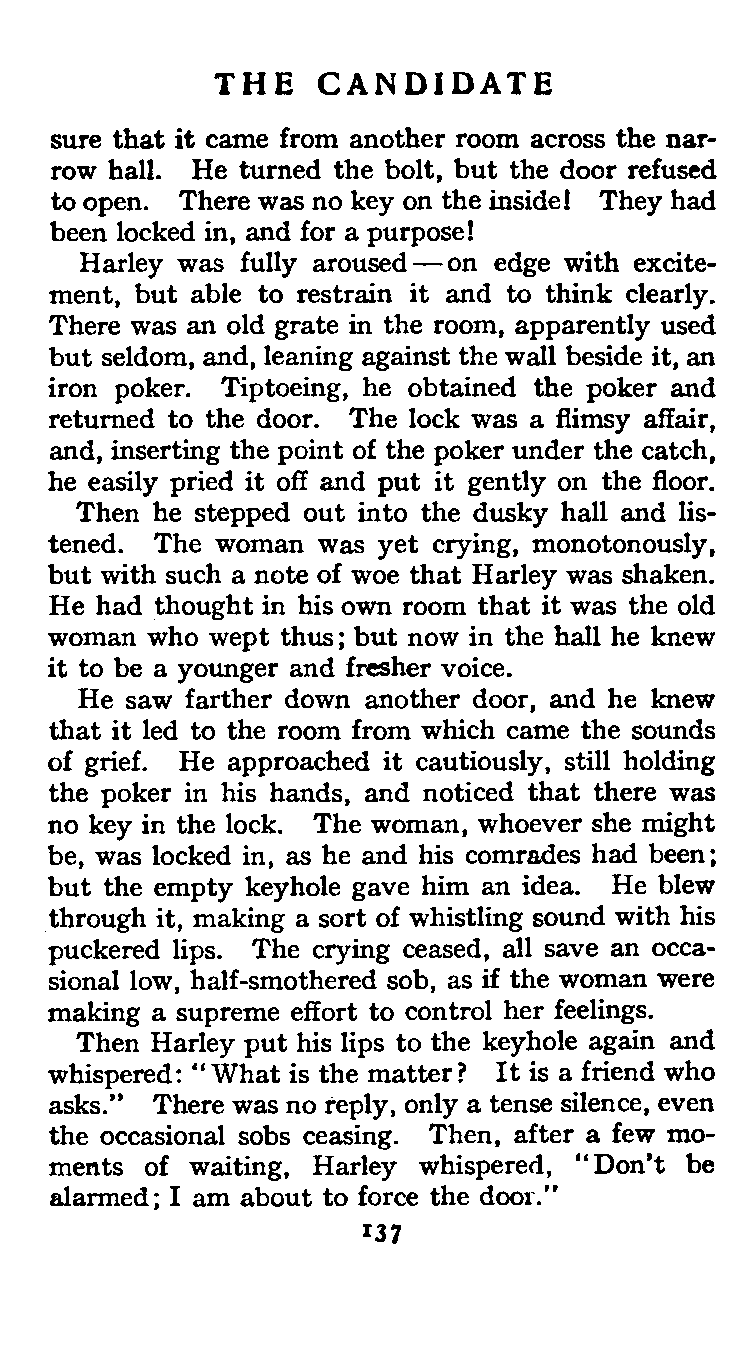 THE CANDIDATE
sure that it came from another room across the nar-
row hall. He turned the bolt, but the door refused
to open. There was no key on the inside! They had
been locked in, and for a purpose!
Harley was fully aroused—on edge with excite-
ment, but able to restrain it and to think clearly.
There was an old grate in the room, apparently used
but seldom, and, leaning against the wall beside it, an
iron poker. Tiptoeing, he obtained the poker and
returned to the door. The lock was a flimsy affair,
and, inserting the point of the poker under the catch,
he easily pried it off and put it gently on the floor.
Then he stepped out into the dusky hall and lis-
tened. The woman was yet crying, monotonously,
but with such a note of woe that Harley was shaken.
He had thought in his own room that it was the old
woman who wept thus; but now in the hall he knew
it to be a younger and fresher voice.
He saw farther down another door, and he knew
that it led to the room from which came the sounds
of grief. He approached it cautiously, still holding
the poker in his hands, and noticed that there was
no key in the lock. The woman, whoever she might
be, was locked in, as he and his comrades had been;
but the empty keyhole gave him an idea. He blew
through it, making a sort of whistling sound with his
puckered lips. The crying ceased, all save an occa-
sional low, half-smothered sob, as if the woman were
making a supreme effort to control her feelings.
Then Harley put his lips to the keyhole again and
whispered: "What is the matter? It is a friend who
asks." There was no reply, only a tense silence, even
the occasional sobs ceasing. Then, after a few mo-
ments of waiting, Harley whispered, "Don't be
alarmed; I am about to force the door."
137